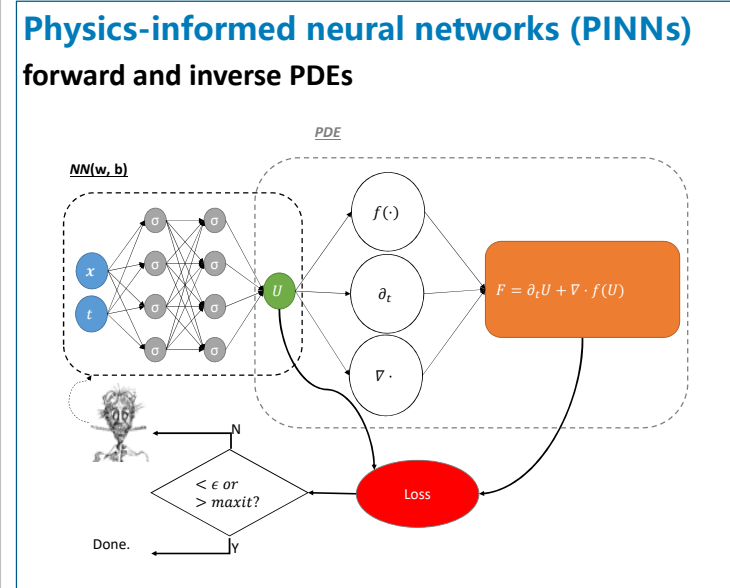 Physics-informed neural networks (PINNs)
forward and inverse PDEs
PDE
NN(w, b)
σ σ
f(·)
x
σ σ
U
∂ₜ
F = ∂ₜU + ∇ · f(U)
t
σ σ
σ σ
∇ ·
N
< ϵ or
> maxit?
Loss
Done.
Y